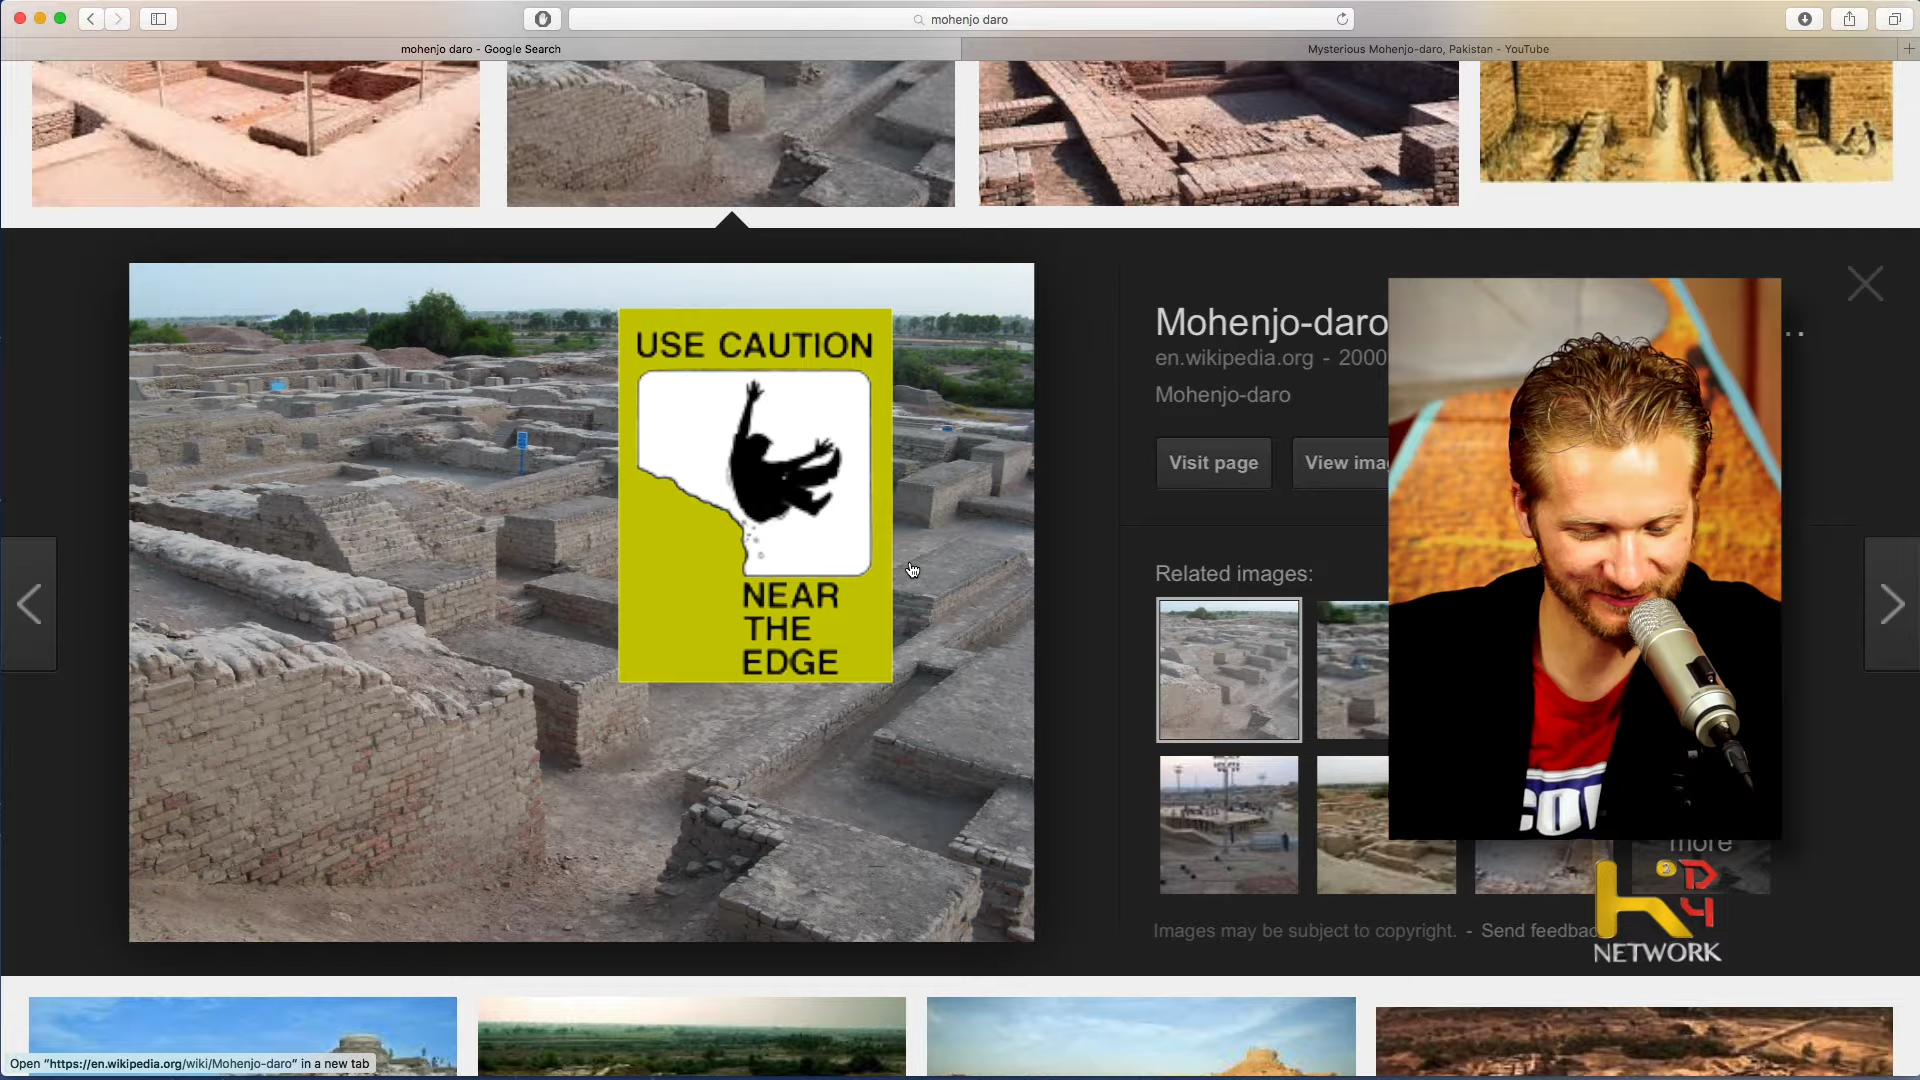 mohenjo daro
mohenjo daro - Google Search
Mysterious Mohenjo-daro, Pakistan - YouTube
USE CAUTION
NEAR
THE
EDGE
Mohenjo-daro
..
en.wikipedia.org - 2000
Mohenjo-daro
Visit page
View ima
Related images:
more
Images may be subject to copyright. - Send feedbac
K3D4
NETWORK
Open "https://en.wikipedia.org/wiki/Mohenjo-daro" in a new tab